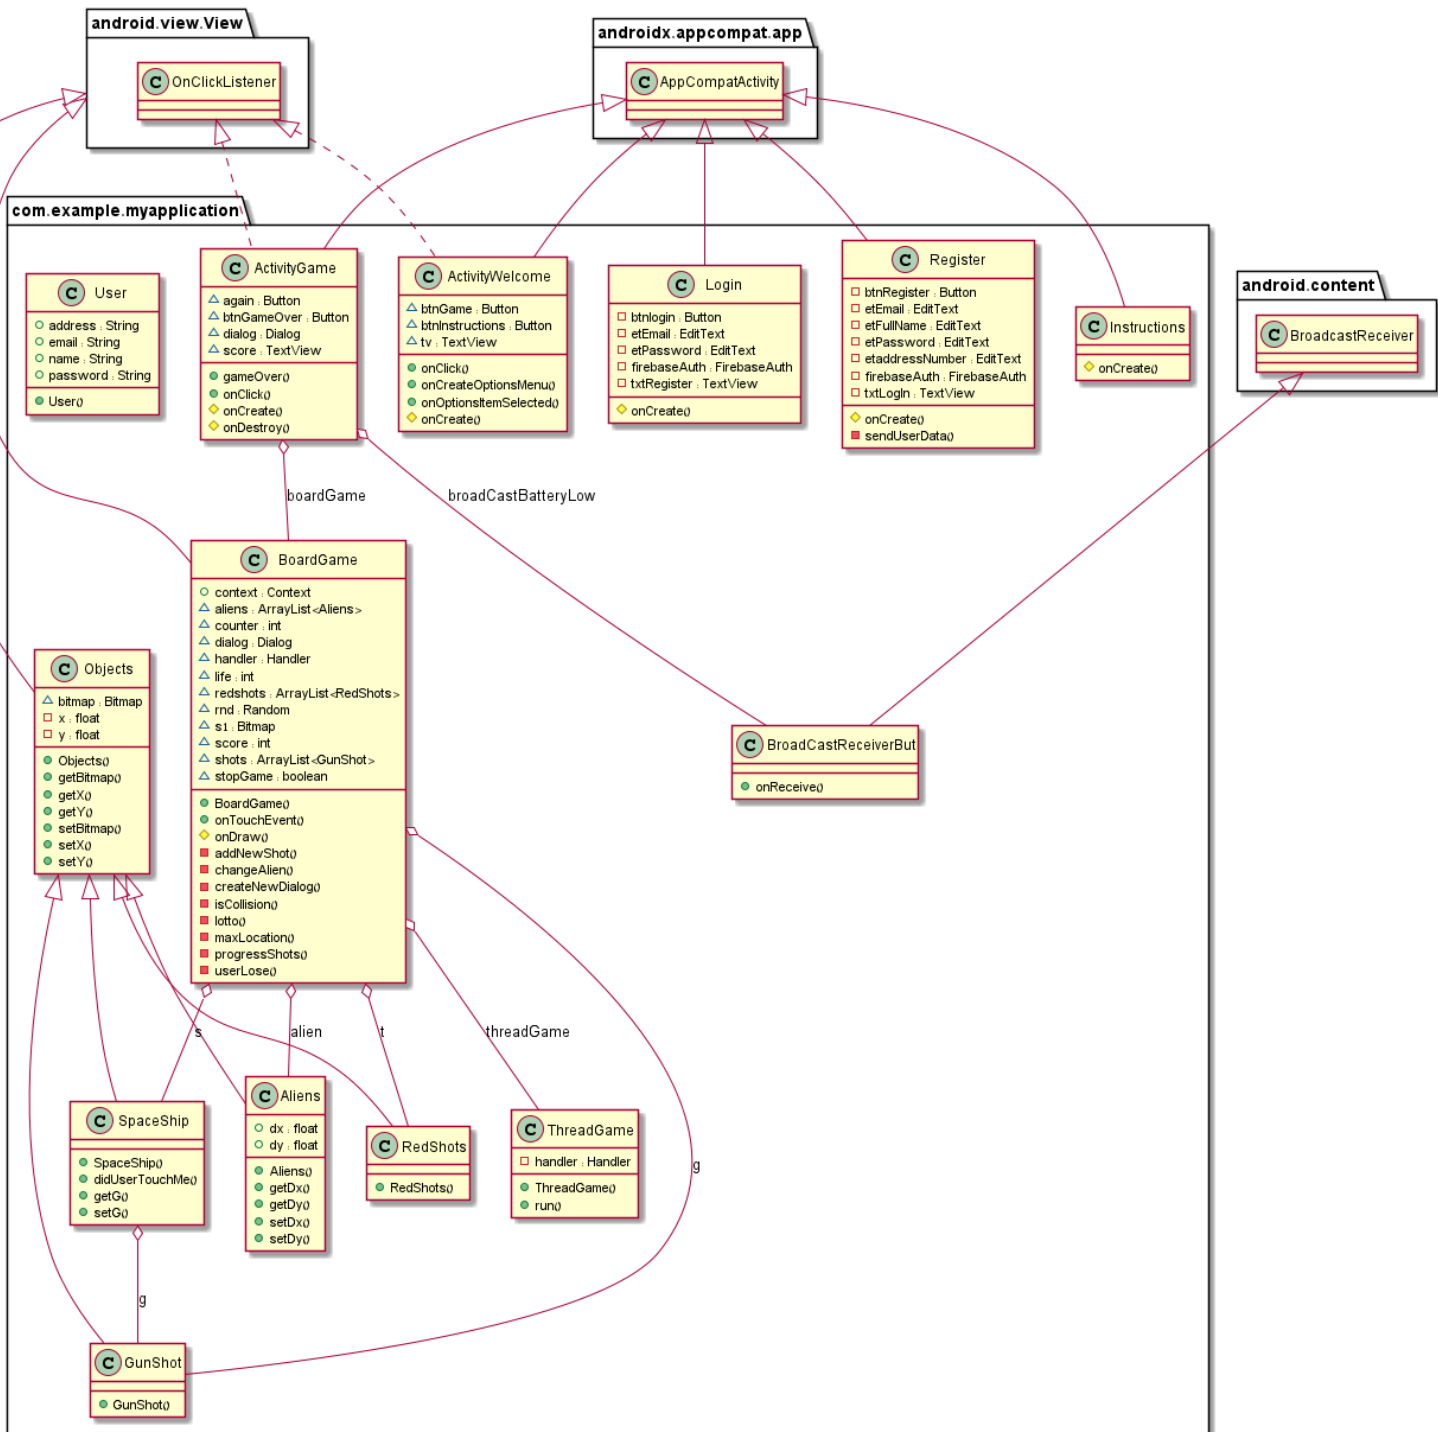 android.view.View
C OnClickListener
androidx.appcompat.app
C AppCompatActivity
com.example.myapplication
C User
address : String
email : String
name : String
password : String
User()
C ActivityGame
again : Button
btnGameOver : Button
dialog : Dialog
score : TextView
gameOver()
onClick()
onCreate()
onDestroy()
C ActivityWelcome
btnGame : Button
btnInstructions : Button
tv : TextView
onClick()
onCreateOptionsMenu()
onOptionsItemSelected()
onCreate()
C Login
btnlogin : Button
etEmail : EditText
etPassword : EditText
firebaseAuth : FirebaseAuth
txtRegister : TextView
onCreate()
C Register
btnRegister : Button
etEmail : EditText
etFullName : EditText
etPassword : EditText
etaddressNumber : EditText
firebaseAuth : FirebaseAuth
txtLogIn : TextView
onCreate()
sendUserData()
C Instructions
onCreate()
android.content
C BroadcastReceiver
boardGame
broadCastBatteryLow
C BoardGame
context : Context
aliens : ArrayList<Aliens>
counter : int
dialog : Dialog
handler : Handler
life : int
redshots : ArrayList<RedShots>
rnd : Random
s1 : Bitmap
score : int
shots : ArrayList<GunShot>
stopGame : boolean
BoardGame()
onTouchEvent()
onDraw()
addNewShot()
changeAlien()
createNewDialog()
isCollision()
lotto()
maxLocation()
progressShots()
userLose()
C Objects
bitmap : Bitmap
x : float
y : float
Objects()
getBitmap()
getX()
getY()
setBitmap()
setX()
setY()
C BroadCastReceiverBut
onReceive()
s
alien
t
threadGame
g
C SpaceShip
SpaceShip()
didUserTouchMe()
getG()
setG()
C Aliens
dx : float
dy : float
Aliens()
getDx()
getDy()
setDx()
setDy()
C RedShots
RedShots()
C ThreadGame
handler : Handler
ThreadGame()
run()
g
C GunShot
GunShot()